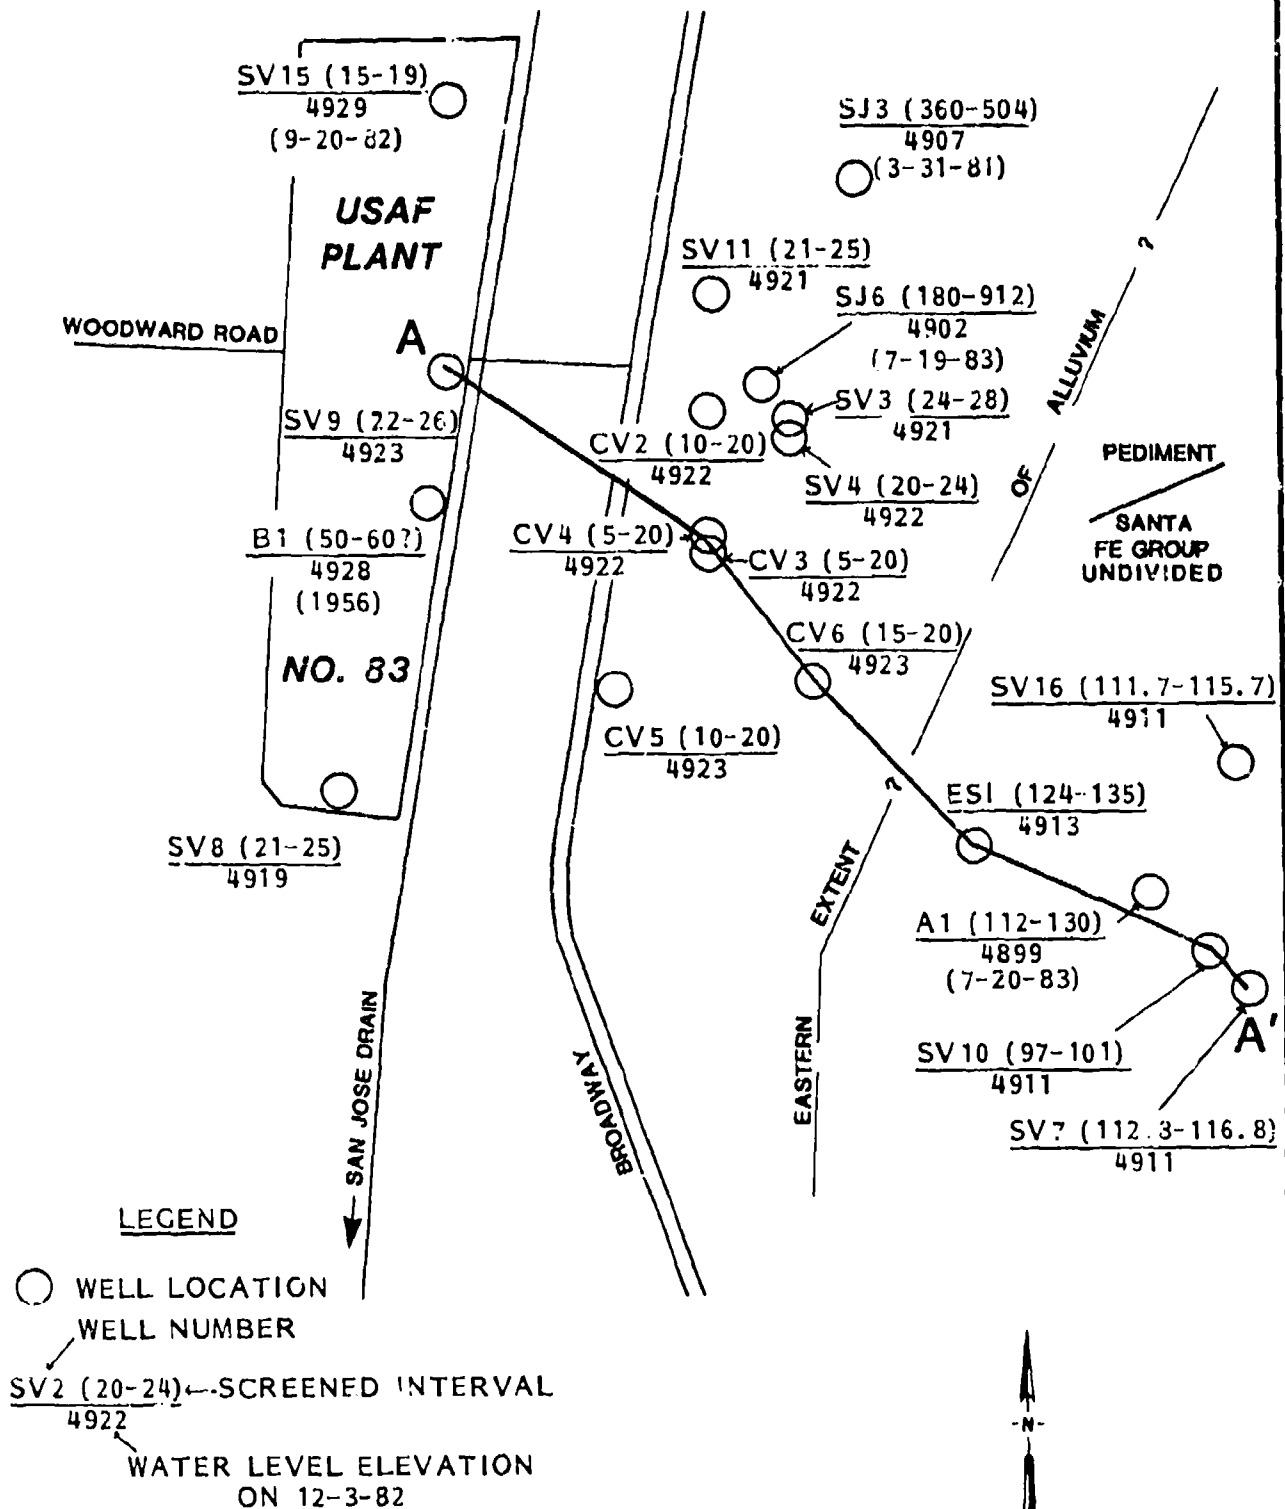 SV15 (15-19)
4929
(9-20-82)
USAF
PLANT
SJ3 (360-504)
4907
(3-31-81)
SV11 (21-25)
4921
SJ6 (180-912)
4902
(7-19-83)
WOODWARD ROAD
A
SV3 (24-28)
4921
SV9 (22-26)
4923
CV2 (10-20)
4922
SV4 (20-24)
4922
?
ALLUVIUM
OF
PEDIMENT
SANTA
FE GROUP
UNDIVIDED
B1 (50-60?)
4928
(1956)
CV4 (5-20)
4922
CV3 (5-20)
4922
NO. 83
CV6 (15-20)
4923
SV16 (111.7-115.7)
4911
CV5 (10-20)
4923
?
ES1 (124-135)
4913
SV8 (21-25)
4919
EXTENT
A1 (112-130)
4899
(7-20-83)
EASTERN
A'
SV10 (97-101)
4911
SV7 (112.3-116.8)
4911
SAN JOSE DRAIN
BROADWAY
LEGEND
WELL LOCATION
WELL NUMBER
SV2 (20-24) SCREENED INTERVAL
4922
WATER LEVEL ELEVATION
ON 12-3-82
-N-